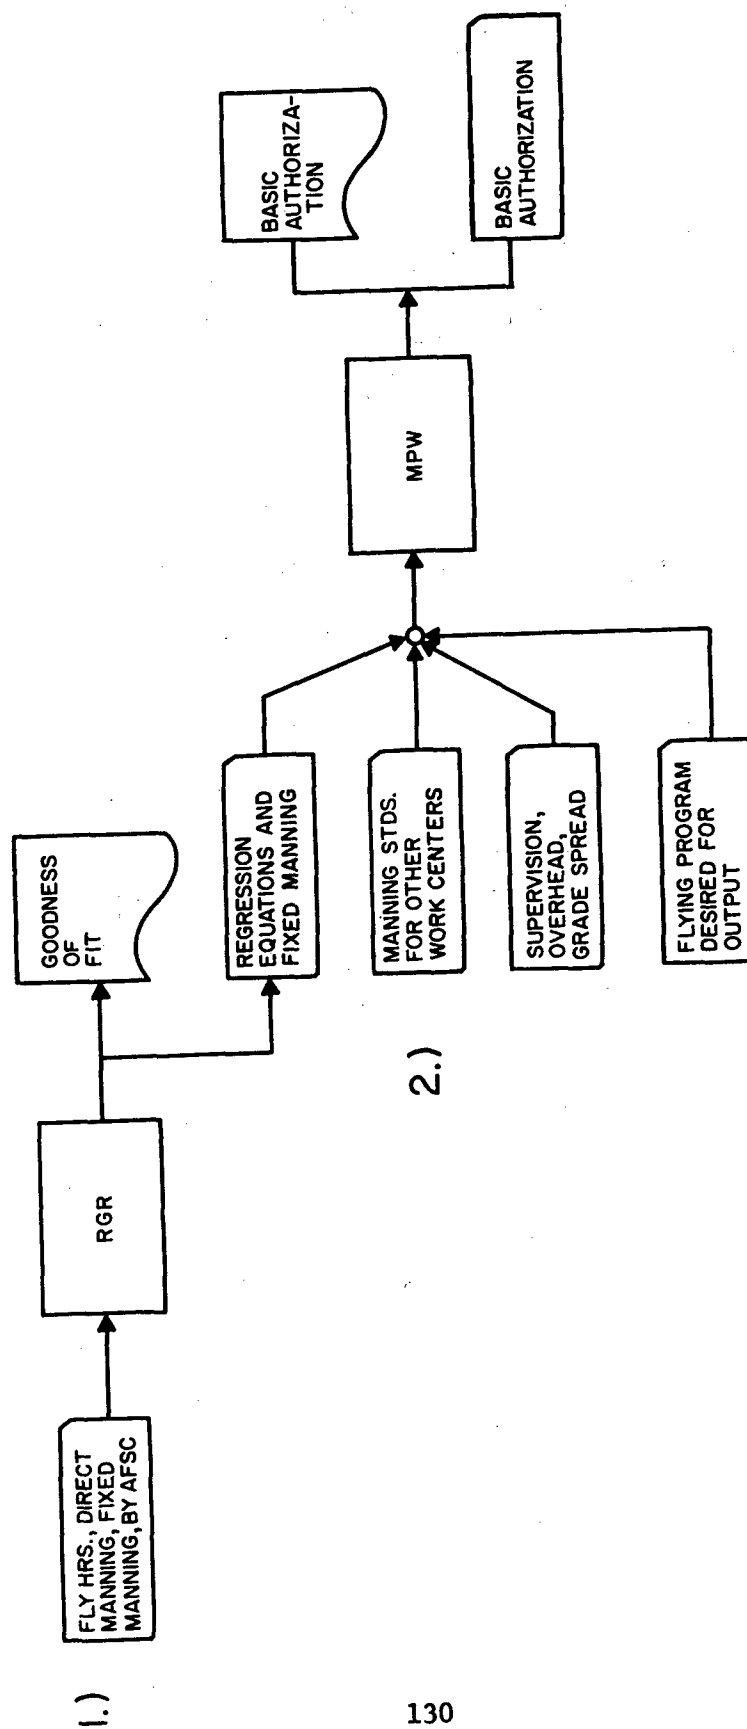 1.)
FLY HRS., DIRECT
MANNING, FIXED
MANNING, BY AFSC
RGR
GOODNESS
OF
FIT
REGRESSION
EQUATIONS AND
FIXED MANNING
2.)
MANNING STDS.
FOR OTHER
WORK CENTERS
SUPERVISION,
OVERHEAD,
GRADE SPREAD
FLYING PROGRAM
DESIRED FOR
OUTPUT
MPW
BASIC
AUTHORIZA-
TION
BASIC
AUTHORIZATION
130